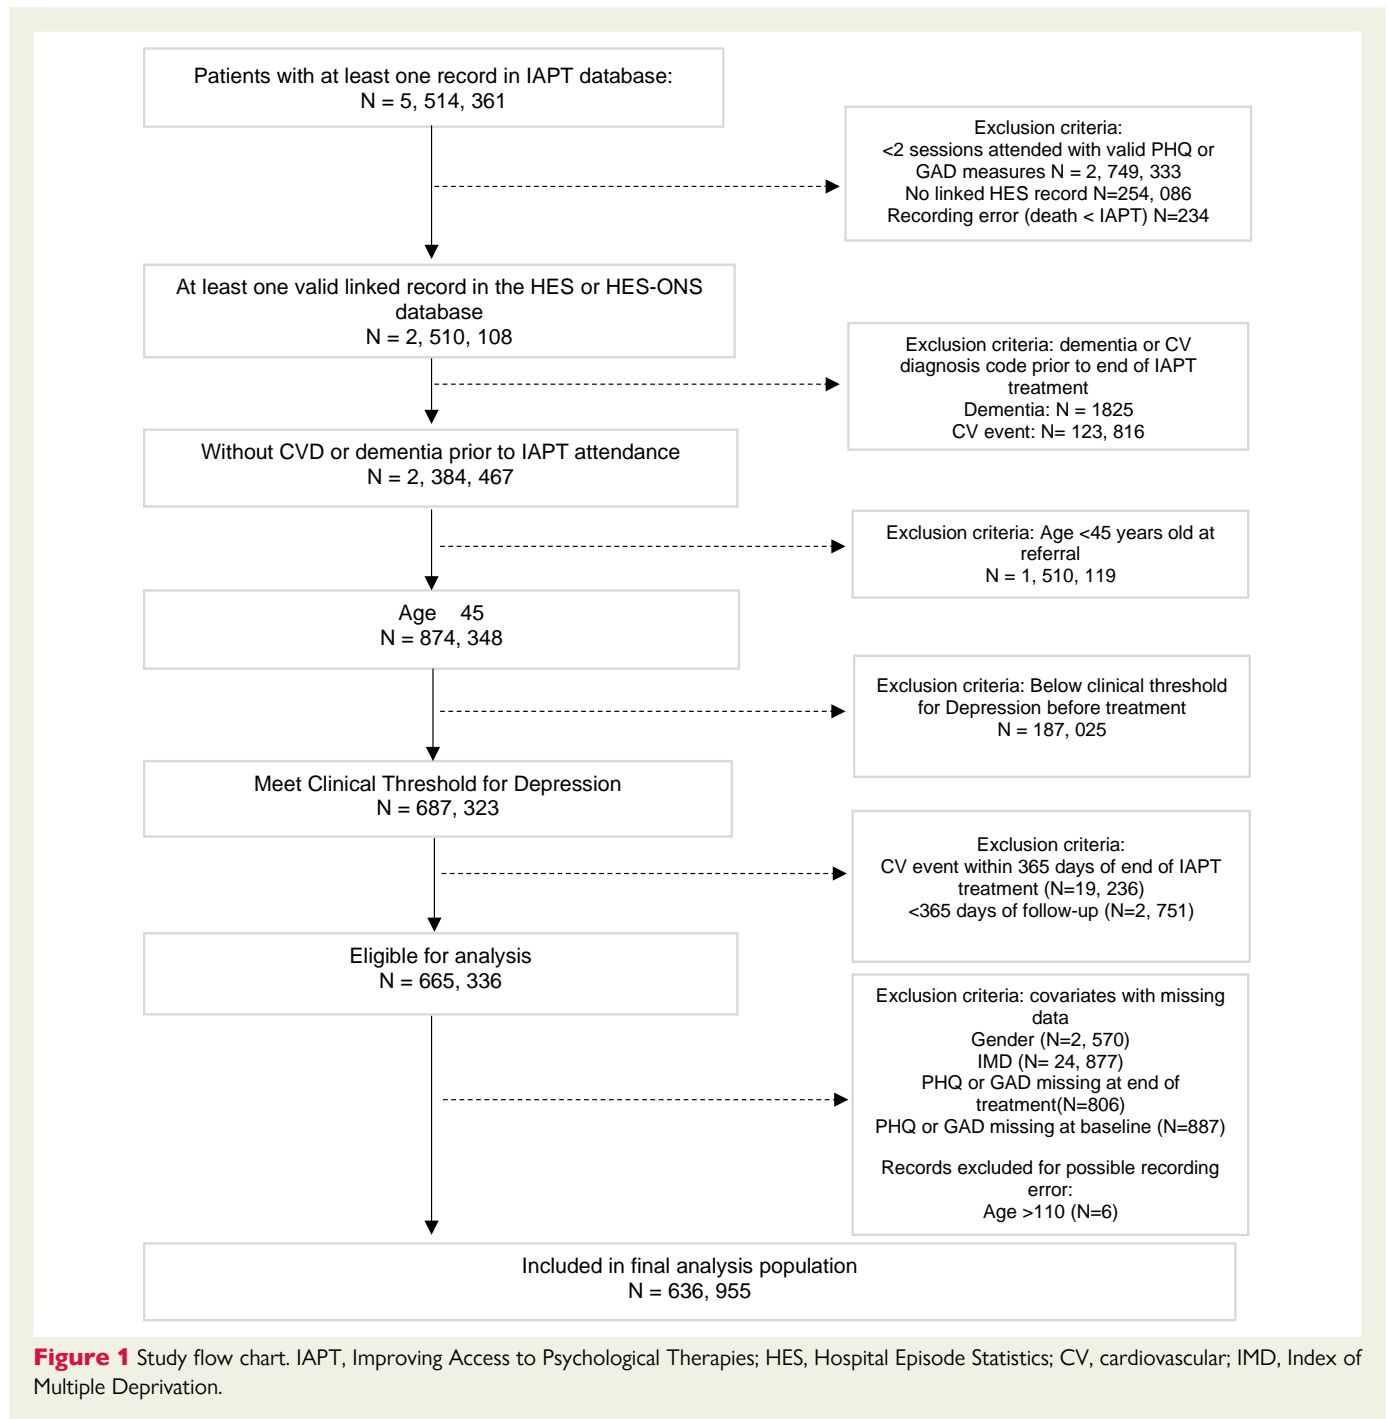 Patients with at least one record in IAPT database:
N = 5, 514, 361
Exclusion criteria:
<2 sessions attended with valid PHQ or
GAD measures N = 2, 749, 333
No linked HES record N=254, 086
Recording error (death < IAPT) N=234
At least one valid linked record in the HES or HES-ONS
database
N = 2, 510, 108
Exclusion criteria: dementia or CV
diagnosis code prior to end of IAPT
treatment
Dementia: N = 1825
CV event: N= 123, 816
Without CVD or dementia prior to IAPT attendance
N = 2, 384, 467
Exclusion criteria: Age <45 years old at
referral
N = 1, 510, 119
Age 45
N = 874, 348
Exclusion criteria: Below clinical threshold
for Depression before treatment
N = 187, 025
Meet Clinical Threshold for Depression
N = 687, 323
Exclusion criteria:
CV event within 365 days of end of IAPT
treatment (N=19, 236)
<365 days of follow-up (N=2, 751)
Eligible for analysis
N = 665, 336
Exclusion criteria: covariates with missing
data
Gender (N=2, 570)
IMD (N= 24, 877)
PHQ or GAD missing at end of
treatment(N=806)
PHQ or GAD missing at baseline (N=887)
Records excluded for possible recording
error:
Age >110 (N=6)
Included in final analysis population
N = 636, 955
Figure 1 Study flow chart. IAPT, Improving Access to Psychological Therapies; HES, Hospital Episode Statistics; CV, cardiovascular; IMD, Index of
Multiple Deprivation.